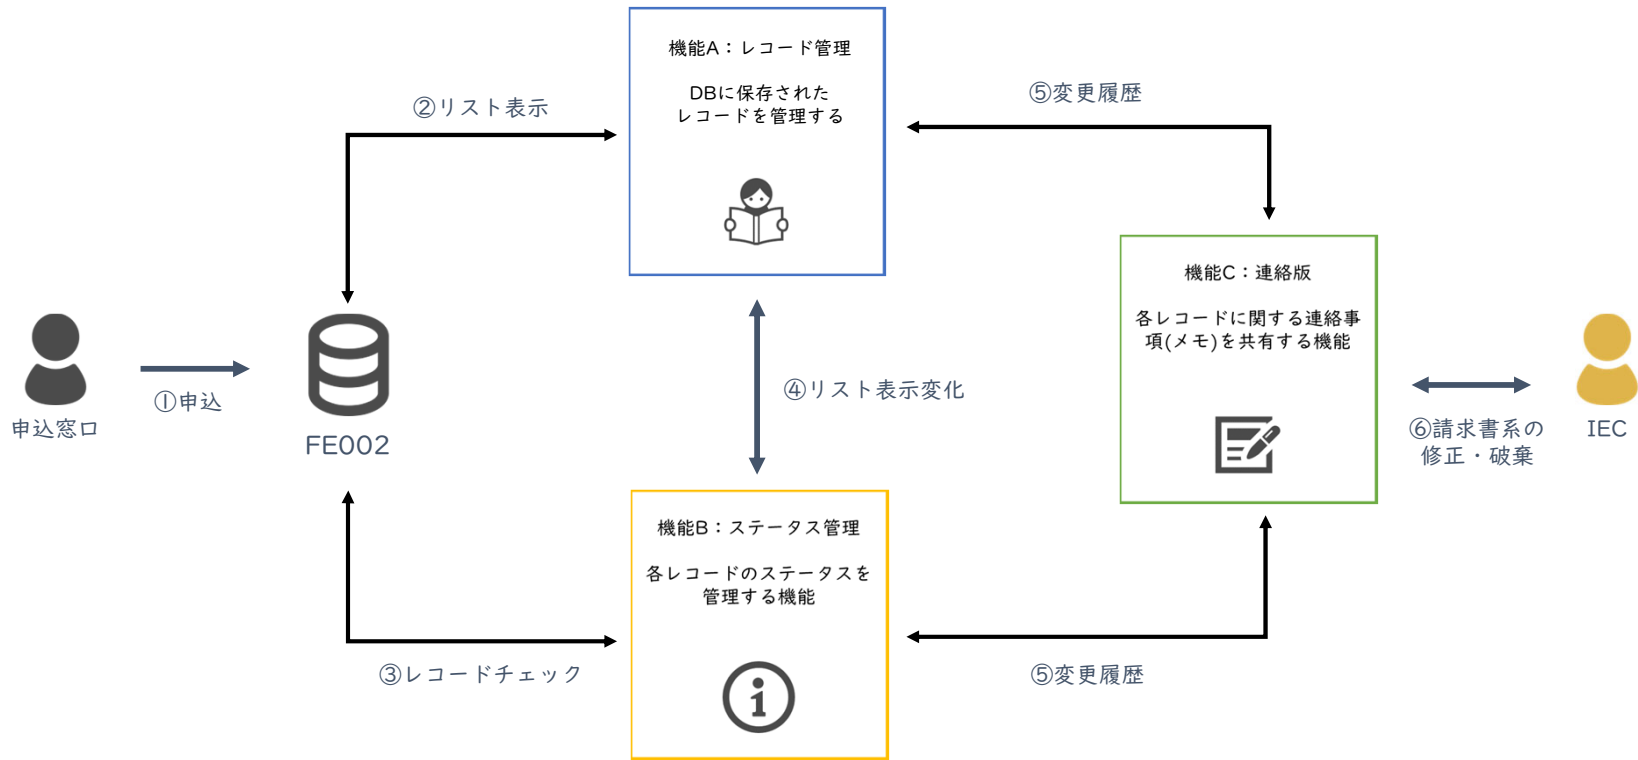 機能A：レコード管理
DBに保存された
レコードを管理する
②リスト表示
⑤変更履歴
機能C：連絡版
各レコードに関する連絡事
項(メモ)を共有する機能
①申込
申込窓口
FE002
④リスト表示変化
⑥請求書系の
修正・破棄
IEC
機能B：ステータス管理
各レコードのステータスを
管理する機能
③レコードチェック
⑤変更履歴